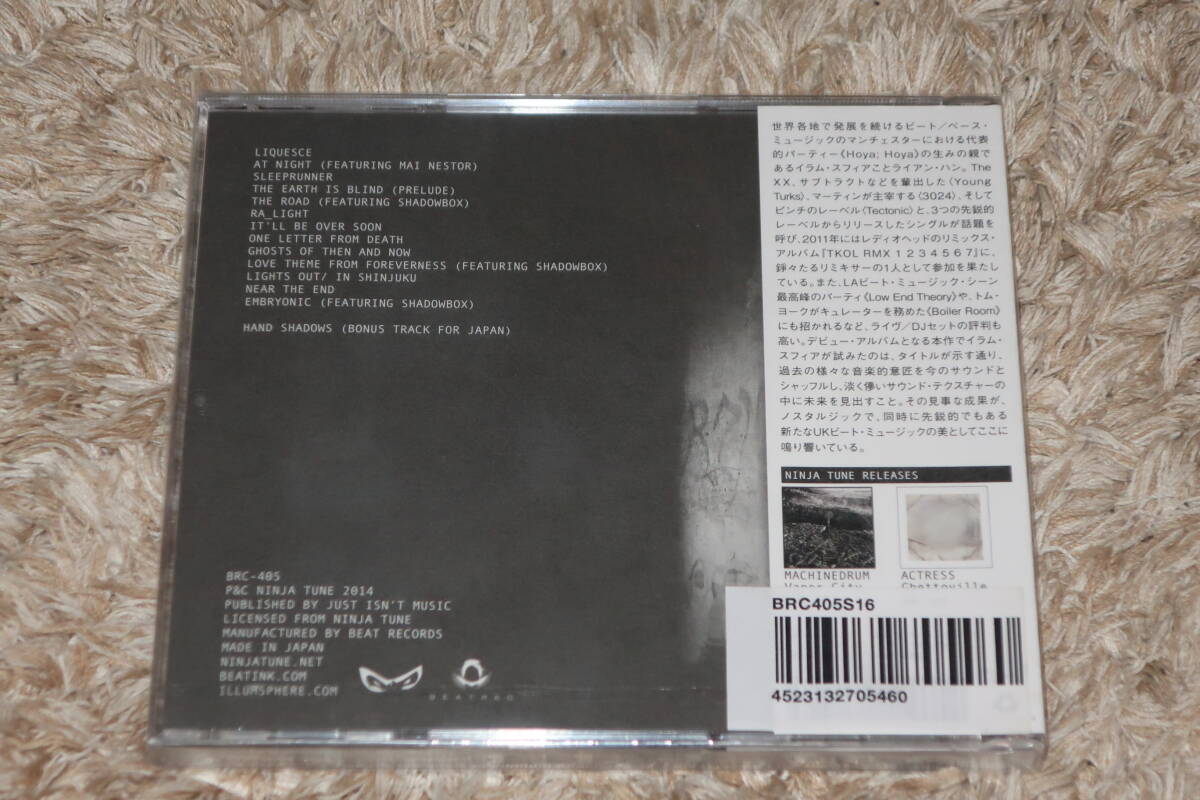 LIQUESCE
AT NIGHT (FEATURING MAI NESTOR)
SLEEPRUNNER
THE EARTH IS BLIND (PRELUDE)
THE ROAD (FEATURING SHADOWBOX)
RA_LIGHT
IT'LL BE OVER SOON
ONE LETTER FROM DEATH
GHOSTS OF THEN AND NOW
LOVE THEME FROM FOREVERNESS (FEATURING SHADOWBOX)
LIGHTS OUT/ IN SHINJUKU
NEAR THE END
EMBRYONIC (FEATURING SHADOWBOX)
HAND SHADOWS (BONUS TRACK FOR JAPAN)
BRC-405
P&C NINJA TUNE 2014
PUBLISHED BY JUST ISN'T MUSIC
LICENSED FROM NINJA TUNE
MANUFACTURED BY BEAT RECORDS
MADE IN JAPAN
NINJATUNE.NET
BEATINK.COM
ILLUMSPHERE.COM
BEATREC
世界各地で発展を続けるビート/ベース・
ミュージックのマンチェスターにおける代表
的パーティー《Hoya; Hoya》の生みの親で
あるイラム・スフィアことライアン・ハン。The
XX、サブトラクトなどを輩出した〈Young
Turks〉、マーティンが主宰する〈3024〉、そして
ピンチのレーベル〈Tectonic〉と、3つの先鋭的
レーベルからリリースしたシングルが話題を
呼び、2011年にはレディオヘッドのリミックス・
アルバム『TKOL RMX 1 2 3 4 5 6 7』に、
錚々たるリミキサーの1人として参加を果たし
ている。また、LAビート・ミュージック・シーン
最高峰のパーティ《Low End Theory》や、トム・
ヨークがキュレーターを務めた《Boiler Room》
にも招かれるなど、ライヴ/DJセットの評判も
高い。デビュー・アルバムとなる本作でイラム・
スフィアが試みたのは、タイトルが示す通り、
過去の様々な音楽的意匠を今のサウンドと
シャッフルし、淡く儚いサウンド・テクスチャーの
中に未来を見出すこと。その見事な成果が、
ノスタルジックで、同時に先鋭的でもある
新たなUKビート・ミュージックの美としてここに
鳴り響いている。
NINJA TUNE RELEASES
MACHINEDRUM
Vapor City
ACTRESS
Ghettoville
BRC405S16
4523132705460